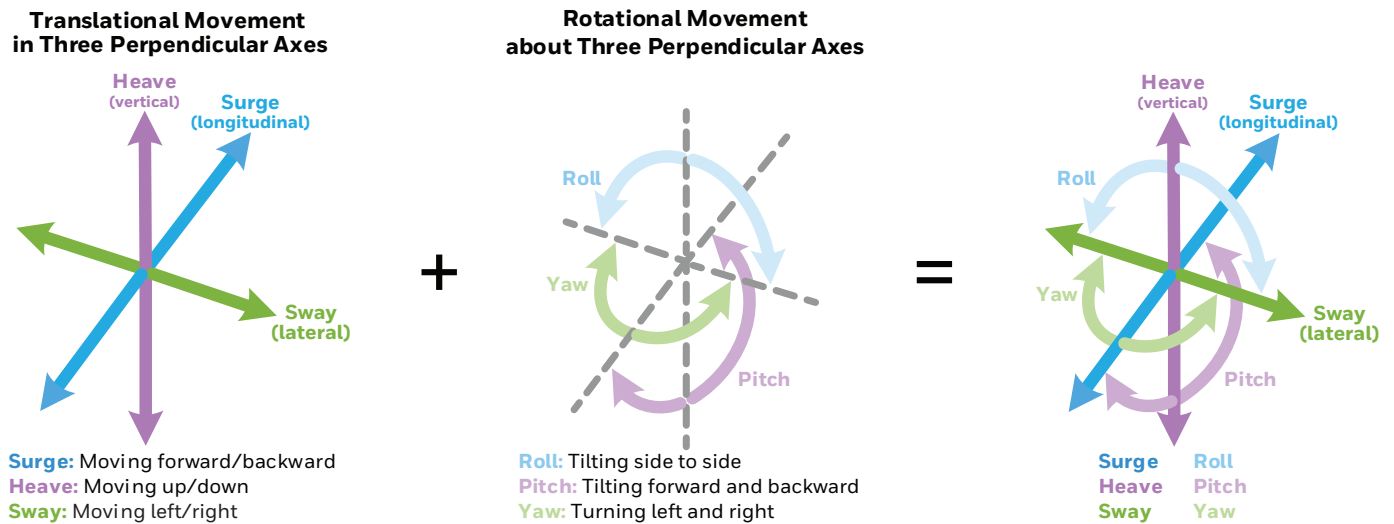 Translational Movement
in Three Perpendicular Axes
Heave
(vertical)
Surge
(longitudinal)
Sway
(lateral)
Surge: Moving forward/backward
Heave: Moving up/down
Sway: Moving left/right
+
Rotational Movement
about Three Perpendicular Axes
Roll
Yaw
Pitch
Roll: Tilting side to side
Pitch: Tilting forward and backward
Yaw: Turning left and right
=
Heave
(vertical)
Surge
(longitudinal)
Roll
Yaw
Sway
(lateral)
Pitch
Surge Roll
Heave Pitch
Sway Yaw